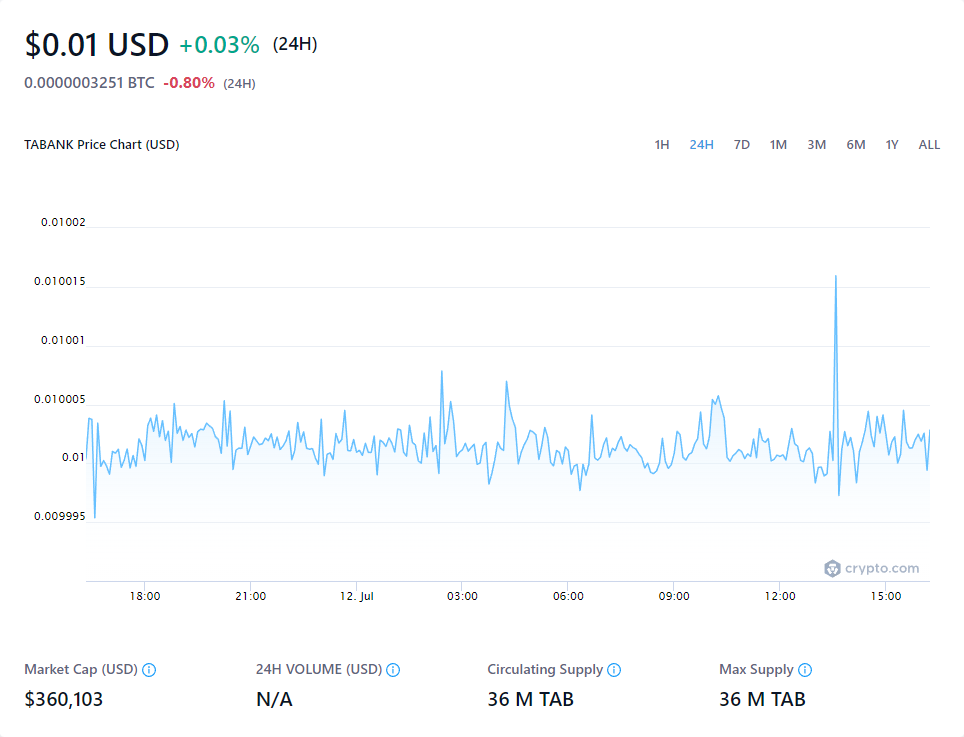 $0.01 USD +0.03% (24H)
0.0000003251 BTC -0.80% (24H)
TABANK Price Chart (USD) 1H 24H 7D 1M 3M 6M 1Y ALL
0.01002
0.010015
0.01001
0.010005
0.01
0.009995
crypto.com
18:00 21:00 12. Jul 03:00 06:00 09:00 12:00 15:00
Market Cap (USD) 24H VOLUME (USD) Circulating Supply Max Supply
$360,103 N/A 36 M TAB 36 M TAB